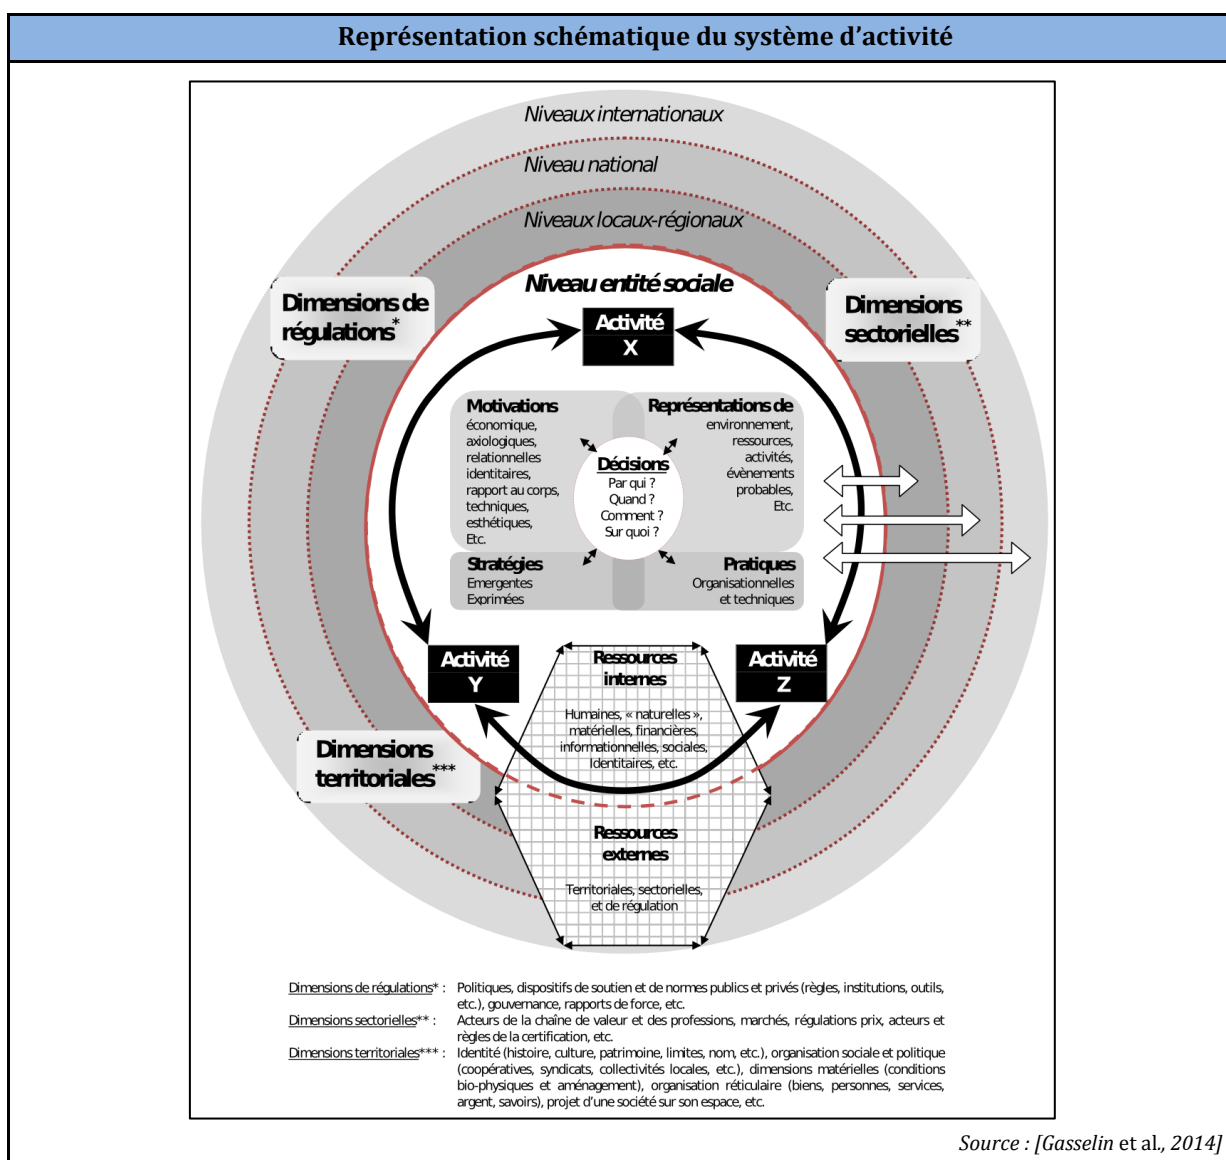 Représentation schématique du système d’activité
Niveaux internationaux
Niveau national
Niveaux locaux-régionaux
Niveau entité sociale
Dimensions de
régulations*
Dimensions
sectorielles**
Activité
X
Motivations
économique,
axiologiques,
relationnelles
identitaires,
rapport au corps,
techniques,
esthétiques,
Etc.
Représentations de
environnement,
ressources,
activités,
évènements
probables,
Etc.
Décisions
Par qui ?
Quand ?
Comment ?
Sur quoi ?
Stratégies
Emergentes
Exprimées
Pratiques
Organisationnelles
et techniques
Activité
Y
Activité
Z
Ressources
internes
Humaines, « naturelles »,
matérielles, financières,
informationnelles, sociales,
Identitaires, etc.
Dimensions
territoriales***
Ressources
externes
Territoriales, sectorielles,
et de régulation
Dimensions de régulations* : Politiques, dispositifs de soutien et de normes publics et privés (règles, institutions, outils,
etc.), gouvernance, rapports de force, etc.
Dimensions sectorielles** : Acteurs de la chaîne de valeur et des professions, marchés, régulations prix, acteurs et
règles de la certification, etc.
Dimensions territoriales*** : Identité (histoire, culture, patrimoine, limites, nom, etc.), organisation sociale et politique
(coopératives, syndicats, collectivités locales, etc.), dimensions matérielles (conditions
bio-physiques et aménagement), organisation réticulaire (biens, personnes, services,
argent, savoirs), projet d’une société sur son espace, etc.
Source : [Gasselin et al., 2014]